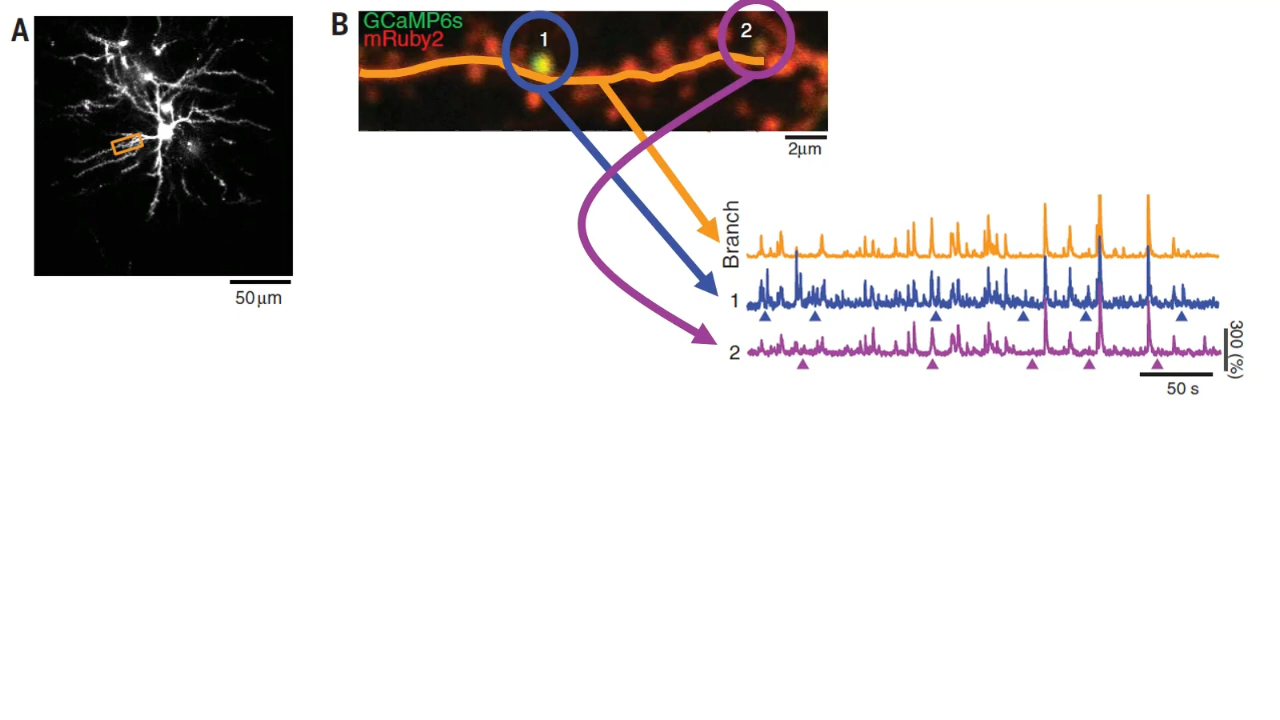 A
50 μm
B
GCaMP6s
mRuby2
1
2
2μm
Branch
1
2
300 (%)
50 s